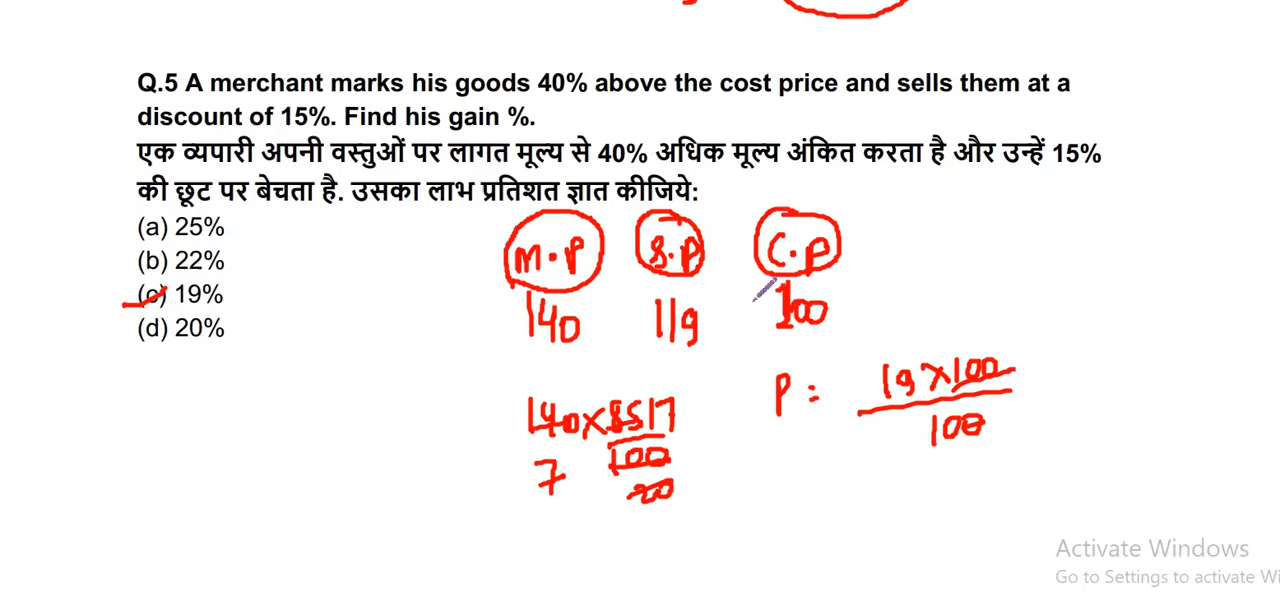 Q.5 A merchant marks his goods 40% above the cost price and sells them at a
discount of 15%. Find his gain %.
एक व्यपारी अपनी वस्तुओं पर लागत मूल्य से 40% अधिक मूल्य अंकित करता है और उन्हें 15%
की छूट पर बेचता है. उसका लाभ प्रतिशत ज्ञात कीजिये:
(a) 25%
(b) 22%
(c) 19%
(d) 20%
M.P S.P C.P
140 119 100
P = 19×100
100
140×85 17
7 100
20
Activate Windows
Go to Settings to activate Wi